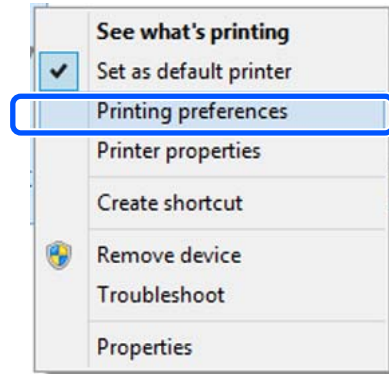 See what's printing
Set as default printer
Printing preferences
Printer properties
Create shortcut
Remove device
Troubleshoot
Properties